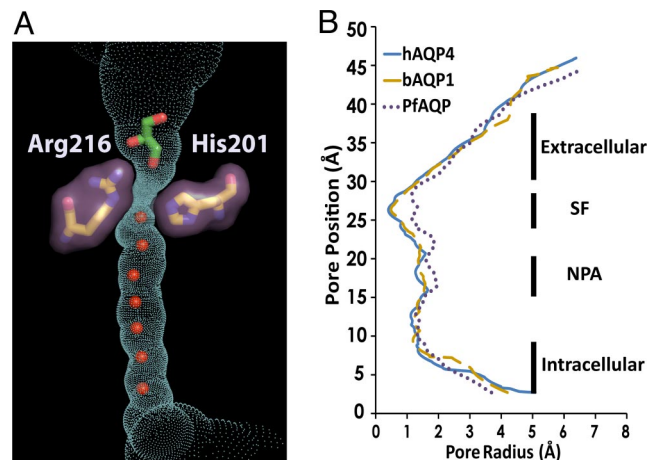 A
Arg216
His201
B
hAQP4
bAQP1
PfAQP
Pore Position (Å)
50
45
40
35
30
25
20
15
10
5
0
Extracellular
SF
NPA
Intracellular
0 1 2 3 4 5 6 7 8
Pore Radius (Å)